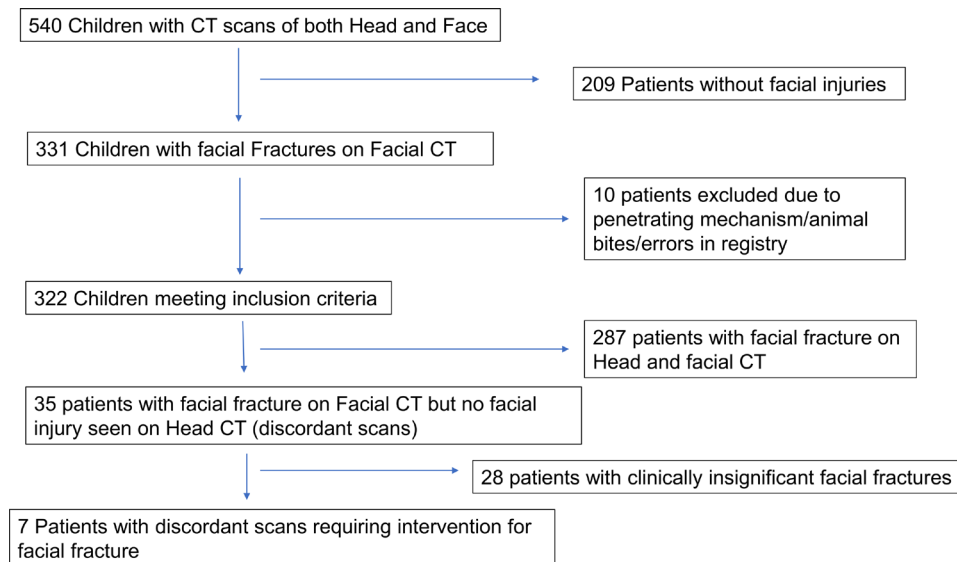 540 Children with CT scans of both Head and Face
209 Patients without facial injuries
331 Children with facial Fractures on Facial CT
10 patients excluded due to
penetrating mechanism/animal
bites/errors in registry
322 Children meeting inclusion criteria
287 patients with facial fracture on
Head and facial CT
35 patients with facial fracture on Facial CT but no facial
injury seen on Head CT (discordant scans)
28 patients with clinically insignificant facial fractures
7 Patients with discordant scans requiring intervention for
facial fracture